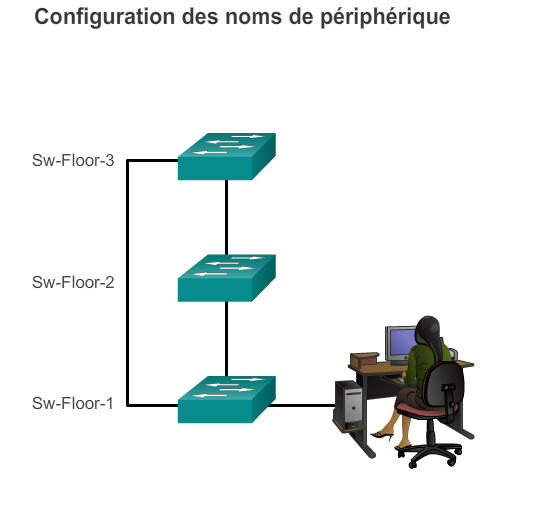 Configuration des noms de périphérique
Sw-Floor-3
Sw-Floor-2
Sw-Floor-1